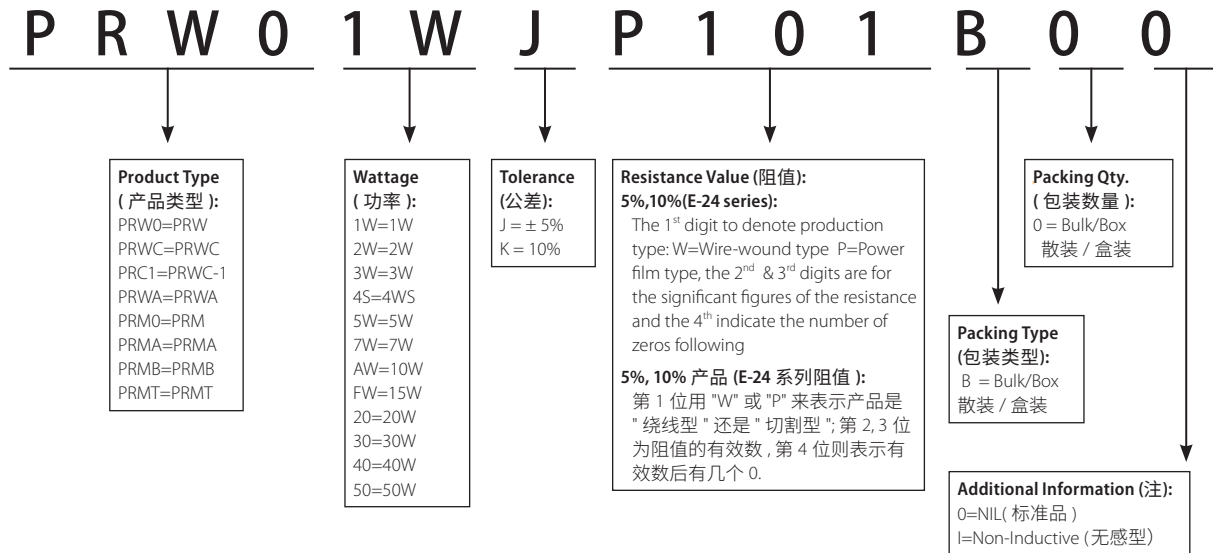 P R W 0 1 W J P 1 0 1 B 0 0
Product Type
( 产品类型 ):
PRW0=PRW
PRWC=PRWC
PRC1=PRWC-1
PRWA=PRWA
PRM0=PRM
PRMA=PRMA
PRMB=PRMB
PRMT=PRMT
Wattage
( 功率 ):
1W=1W
2W=2W
3W=3W
4S=4WS
5W=5W
7W=7W
AW=10W
FW=15W
20=20W
30=30W
40=40W
50=50W
Tolerance
(公差):
J = ± 5%
K = 10%
Resistance Value (阻值):
5%,10%(E-24 series):
The 1st digit to denote production
type: W=Wire-wound type P=Power
film type, the 2nd & 3rd digits are for
the significant figures of the resistance
and the 4th indicate the number of
zeros following
5%, 10% 产品 (E-24 系列阻值 ):
第 1 位用 "W" 或 "P" 来表示产品是
" 绕线型 " 还是 " 切割型 "; 第 2, 3 位
为阻值的有效数 , 第 4 位则表示有
效数后有几个 0.
Packing Type
(包装类型):
B = Bulk/Box
散装 / 盒装
Packing Qty.
( 包装数量 ):
0 = Bulk/Box
散装 / 盒装
Additional Information (注):
0=NIL( 标准品 )
I=Non-Inductive (无感型)